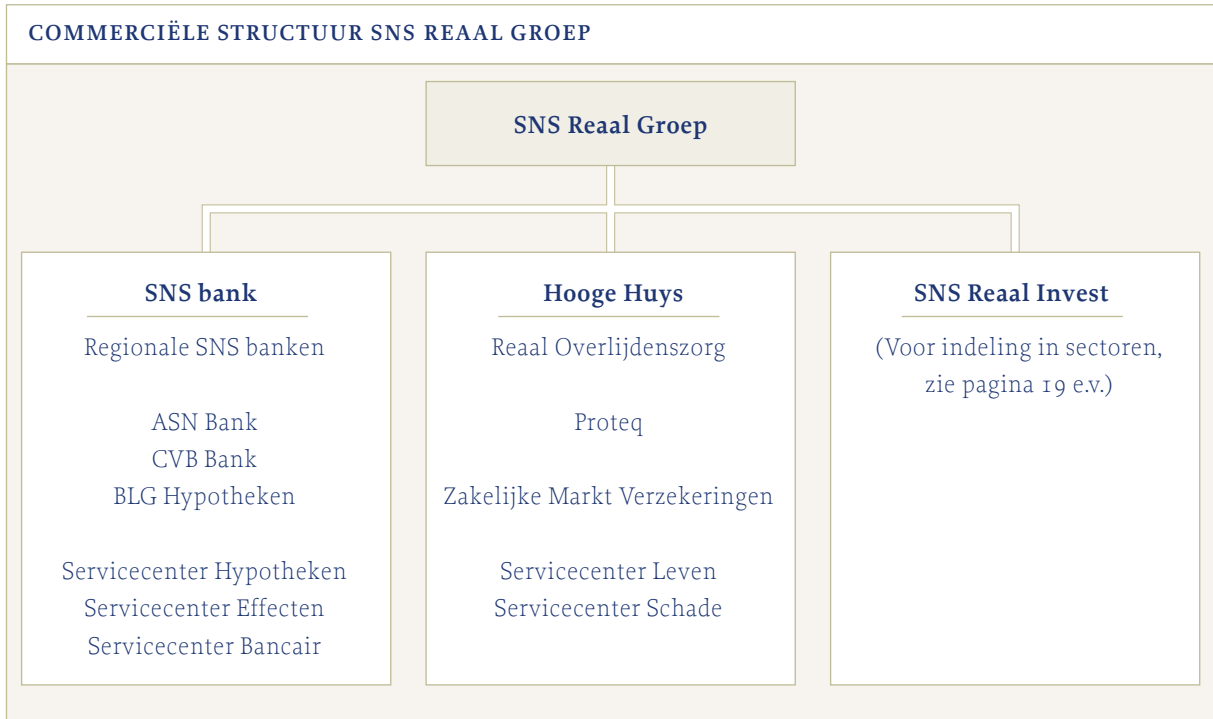 COMMERCIËLE STRUCTUUR SNS REAAL GROEP
SNS Reaal Groep
SNS bank
Regionale SNS banken
ASN Bank
CVB Bank
BLG Hypotheken
Servicecenter Hypotheken
Servicecenter Effecten
Servicecenter Bancair
Hooge Huys
Reaal Overlijdenszorg
Proteq
Zakelijke Markt Verzekeringen
Servicecenter Leven
Servicecenter Schade
SNS Reaal Invest
(Voor indeling in sectoren,
zie pagina 19 e.v.)